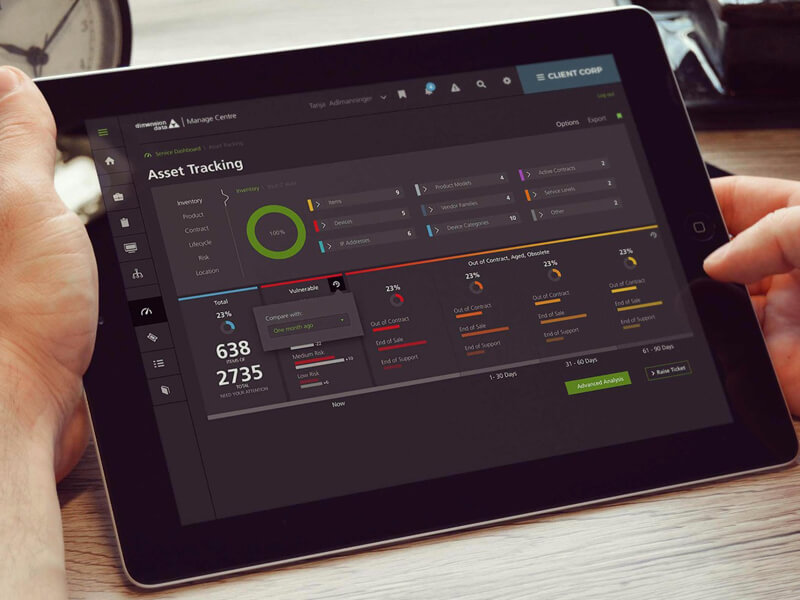 dimension data | Manage Centre
Tanja Adimanninger
4
CLIENT CORP
Log out
Service Dashboard / Asset Tracking
Options
Export
Asset Tracking
Inventory
Product
Contract
Lifecycle
Risk
Location
Inventory
100%
Items 9
Devices 5
IP Addresses 6
Product Models 4
Vendor Families 4
Device Categories 10
Active Contracts 2
Service Levels 2
Other 2
Total
23%
638
ITEMS OF
2735
TOTAL
NEED YOUR ATTENTION
Vulnerable
Compare with:
One month ago
-22
Medium Risk
+10
Low Risk
+6
Now
Out of Contract, Aged, Obsolete
23%
Out of Contract
End of Sale
End of Support
23%
Out of Contract
End of Sale
End of Support
1 - 30 Days
23%
Out of Contract
End of Sale
End of Support
31 - 60 Days
23%
Out of Contract
End of Sale
End of Support
61 - 90 Days
Advanced Analysis
> Raise Ticket